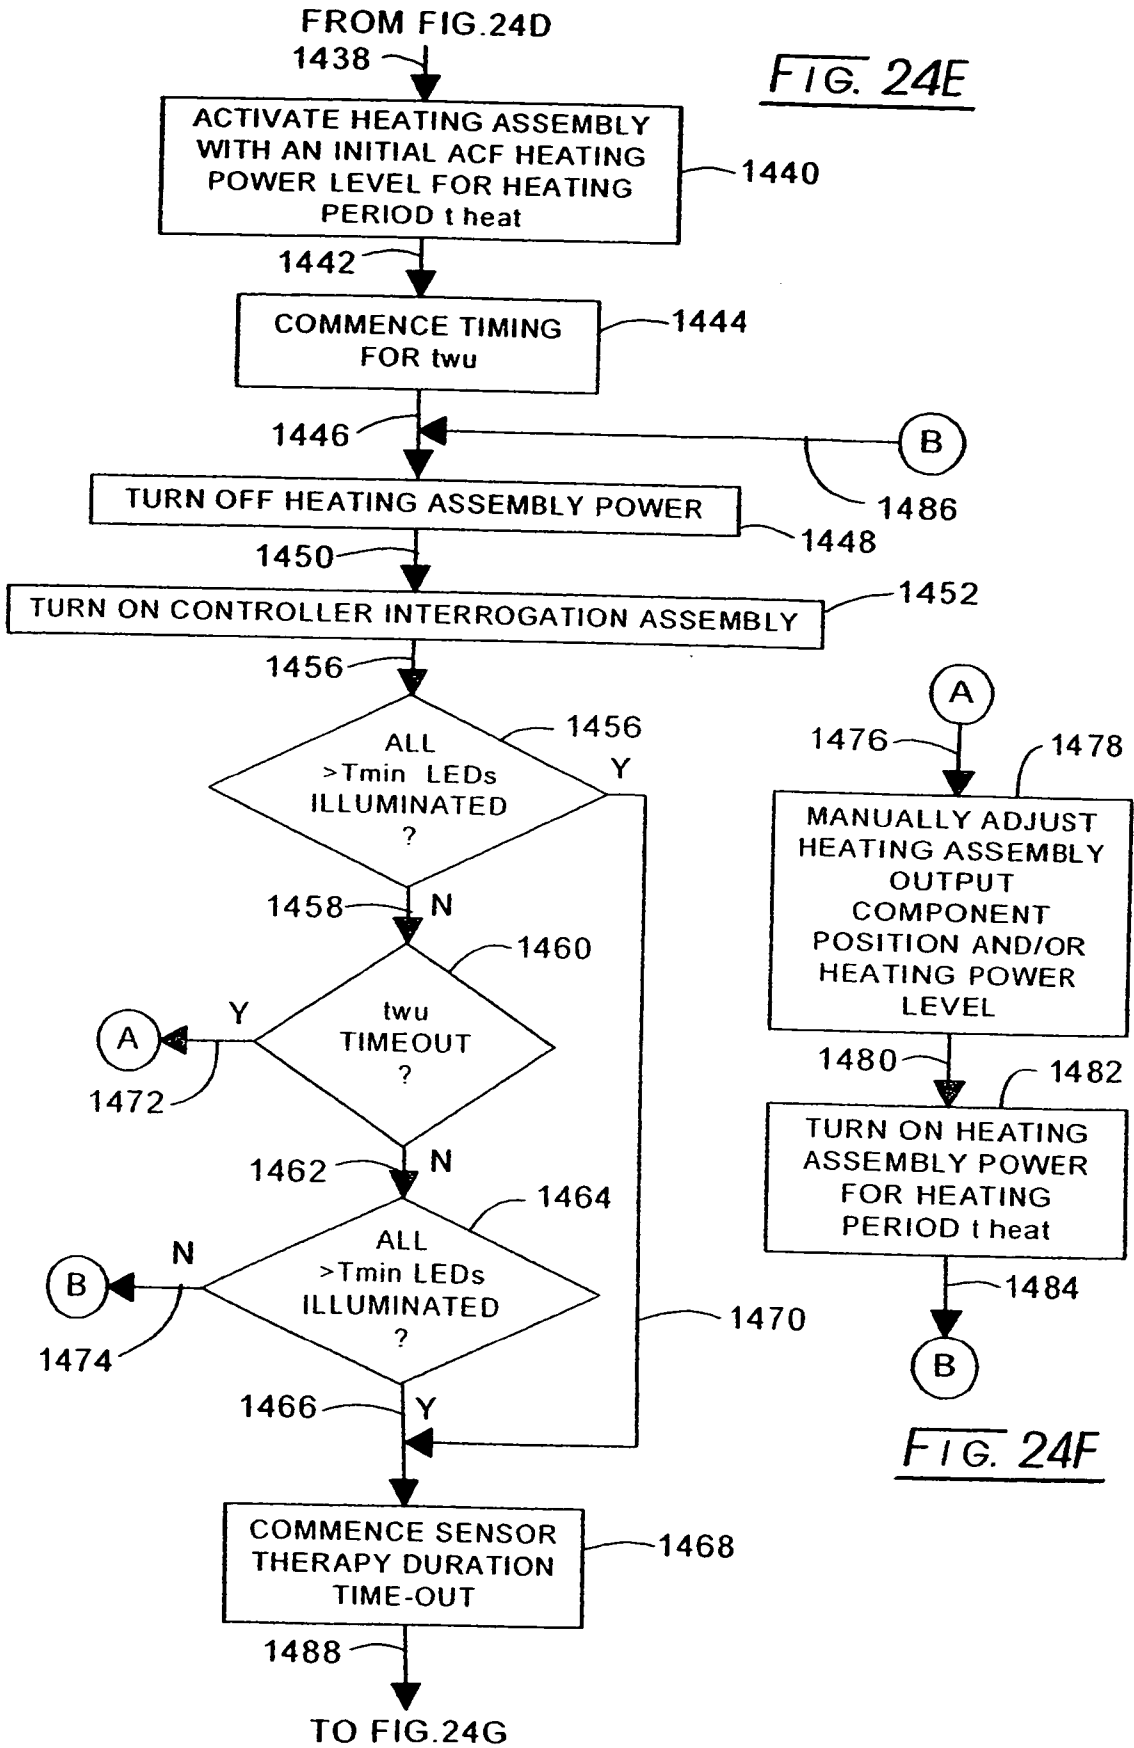 FROM FIG.24D
1438
FIG. 24E
ACTIVATE HEATING ASSEMBLY
WITH AN INITIAL ACF HEATING
POWER LEVEL FOR HEATING
PERIOD t heat
1440
1442
COMMENCE TIMING
FOR twu
1444
1446
B
1486
TURN OFF HEATING ASSEMBLY POWER
1448
1450
1452
TURN ON CONTROLLER INTERROGATION ASSEMBLY
1456
ALL
>Tmin LEDs
ILLUMINATED
?
1456
Y
1458
N
1460
twu
TIMEOUT
?
Y
A
1472
1462
N
1464
ALL
>Tmin LEDs
ILLUMINATED
?
N
B
1474
1470
1466
Y
COMMENCE SENSOR
THERAPY DURATION
TIME-OUT
1468
1488
TO FIG.24G
A
1476
1478
MANUALLY ADJUST
HEATING ASSEMBLY
OUTPUT
COMPONENT
POSITION AND/OR
HEATING POWER
LEVEL
1480
1482
TURN ON HEATING
ASSEMBLY POWER
FOR HEATING
PERIOD t heat
1484
B
FIG. 24F